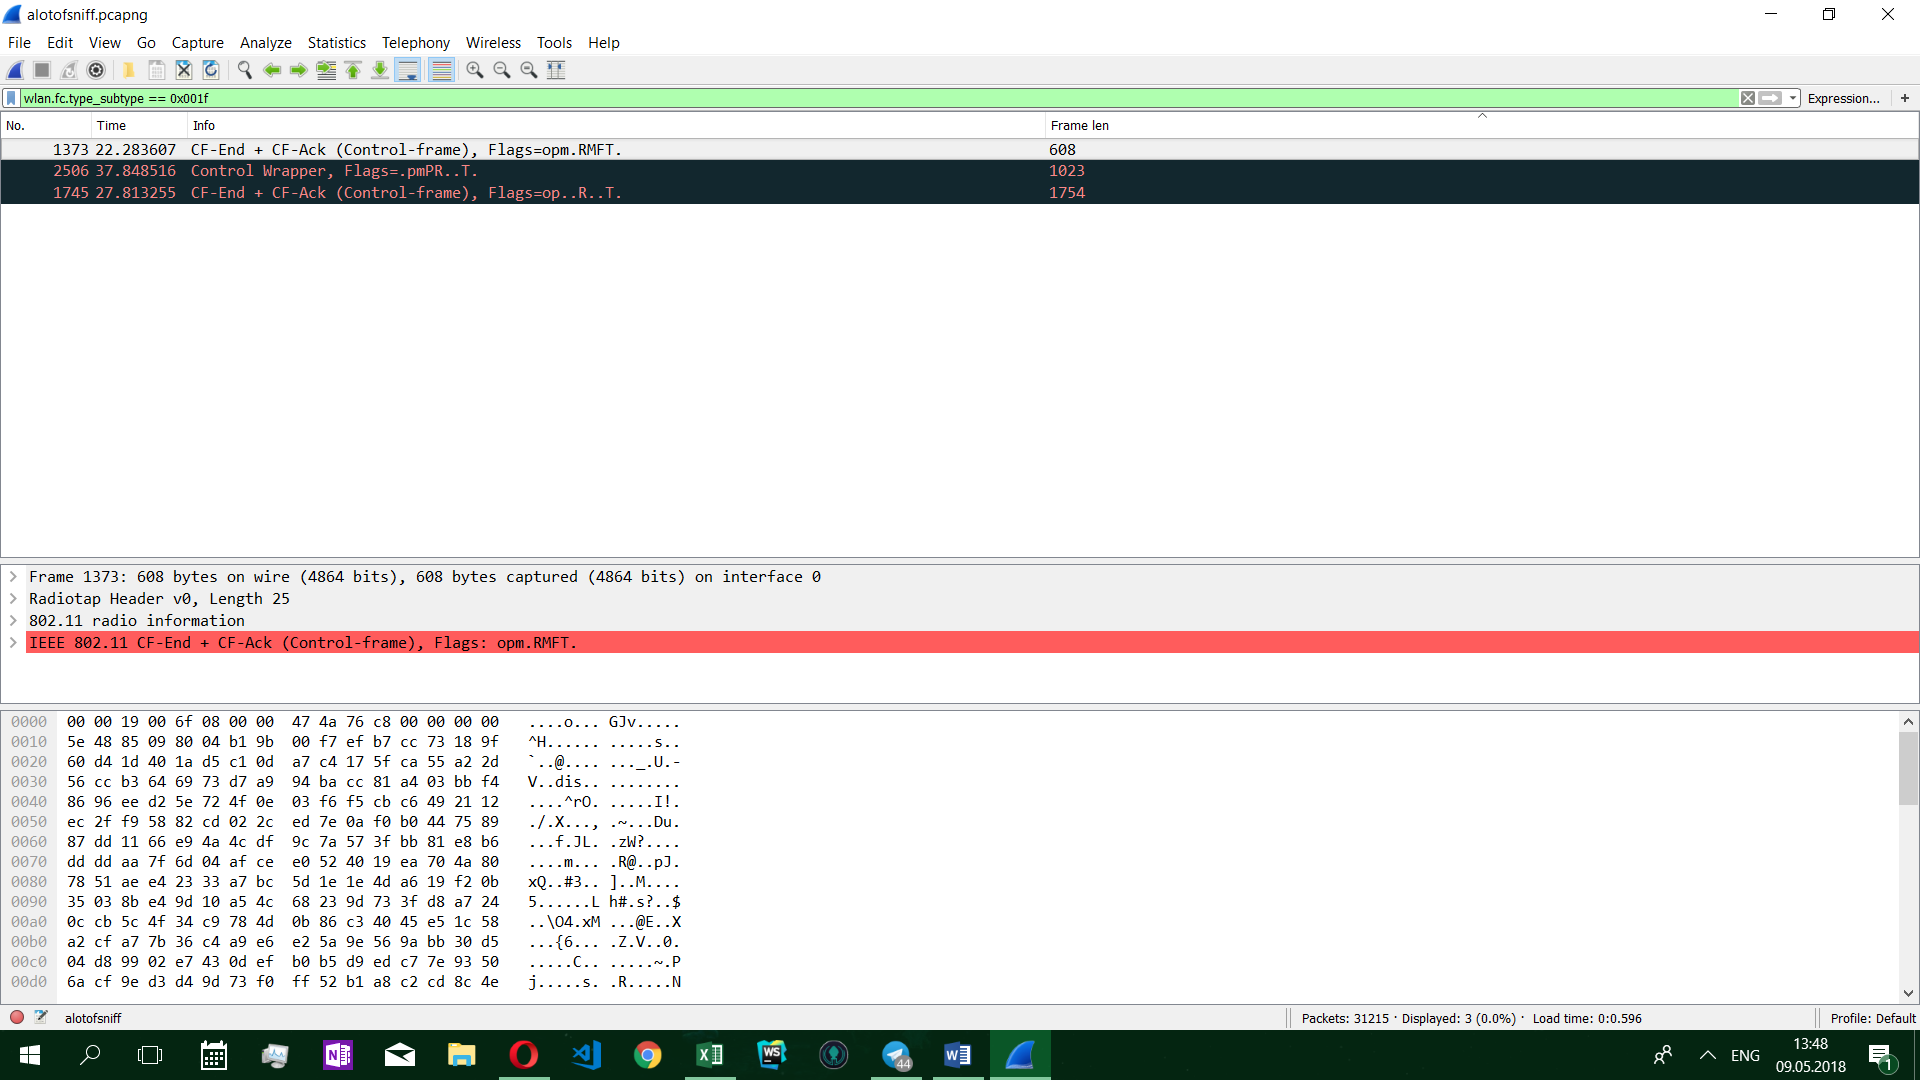 alotofsniff.pcapng
File Edit View Go Capture Analyze Statistics Telephony Wireless Tools Help
wlan.fc.type_subtype == 0x001f Expression... +
No. Time Info Frame len
1373 22.283607 CF-End + CF-Ack (Control-frame), Flags=opm.RMFT. 608
2506 37.848516 Control Wrapper, Flags=.pmPR..T. 1023
1745 27.813255 CF-End + CF-Ack (Control-frame), Flags=op..R..T. 1754
Frame 1373: 608 bytes on wire (4864 bits), 608 bytes captured (4864 bits) on interface 0
Radiotap Header v0, Length 25
802.11 radio information
IEEE 802.11 CF-End + CF-Ack (Control-frame), Flags: opm.RMFT.
0000 00 00 19 00 6f 08 00 00 47 4a 76 c8 00 00 00 00 ....o... GJv.....
0010 5e 48 85 09 80 04 b1 9b 00 f7 ef b7 cc 73 18 9f ^H...... .....s..
0020 60 d4 1d 40 1a d5 c1 0d a7 c4 17 5f ca 55 a2 2d `..@.... ..._.U.-
0030 56 cc b3 64 69 73 d7 a9 94 ba cc 81 a4 03 bb f4 V..dis.. ........
0040 86 96 ee d2 5e 72 4f 0e 03 f6 f5 cb c6 49 21 12 ....^rO. .....I!.
0050 ec 2f f9 58 82 cd 02 2c ed 7e 0a f0 b0 44 75 89 ./.X..., .~...Du.
0060 87 dd 11 66 e9 4a 4c df 9c 7a 57 3f bb 81 e8 b6 ...f.JL. .zW?....
0070 dd dd aa 7f 6d 04 af ce e0 52 40 19 ea 70 4a 80 ....m... .R@..pJ.
0080 78 51 ae e4 23 33 a7 bc 5d 1e 1e 4d a6 19 f2 0b xQ..#3.. ]..M....
0090 35 03 8b e4 9d 10 a5 4c 68 23 9d 73 3f d8 a7 24 5......L h#.s?..$
00a0 0c cb 5c 4f 34 c9 78 4d 0b 86 c3 40 45 e5 1c 58 ..\O4.xM ...@E..X
00b0 a2 cf a7 7b 36 c4 a9 e6 e2 5a 9e 56 9a bb 30 d5 ...{6... .Z.V..0.
00c0 04 d8 99 02 e7 43 0d ef b0 b5 d9 ed c7 7e 93 50 .....C.. .....~.P
00d0 6a cf 9e d3 d4 9d 73 f0 ff 52 b1 a8 c2 cd 8c 4e j.....s. .R.....N
alotofsniff Packets: 31215 · Displayed: 3 (0.0%) · Load time: 0:0.596 Profile: Default
N WS 44 ENG 13:48 1
09.05.2018